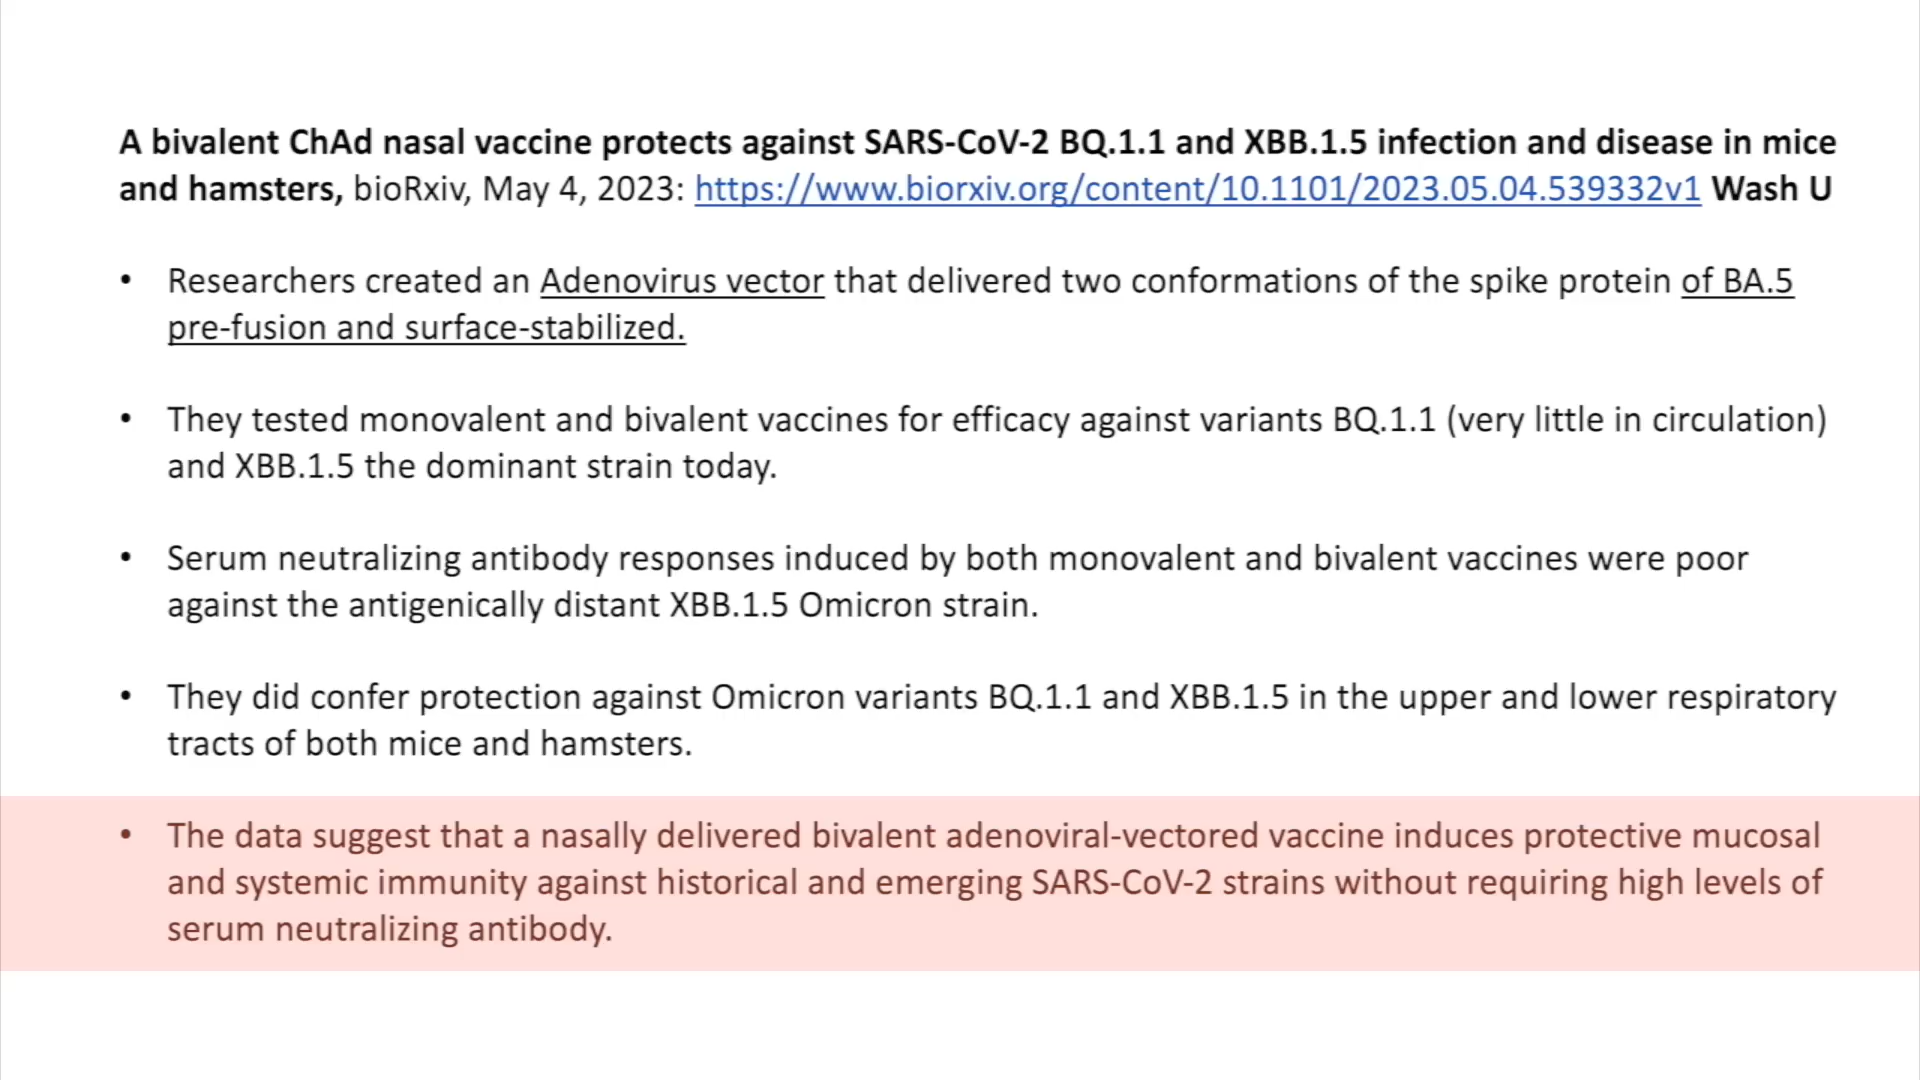 A bivalent ChAd nasal vaccine protects against SARS-CoV-2 BQ.1.1 and XBB.1.5 infection and disease in mice
and hamsters, bioRxiv, May 4, 2023: https://www.biorxiv.org/content/10.1101/2023.05.04.539332v1 Wash U
• Researchers created an Adenovirus vector that delivered two conformations of the spike protein of BA.5
pre-fusion and surface-stabilized.
• They tested monovalent and bivalent vaccines for efficacy against variants BQ.1.1 (very little in circulation)
and XBB.1.5 the dominant strain today.
• Serum neutralizing antibody responses induced by both monovalent and bivalent vaccines were poor
against the antigenically distant XBB.1.5 Omicron strain.
• They did confer protection against Omicron variants BQ.1.1 and XBB.1.5 in the upper and lower respiratory
tracts of both mice and hamsters.
• The data suggest that a nasally delivered bivalent adenoviral-vectored vaccine induces protective mucosal
and systemic immunity against historical and emerging SARS-CoV-2 strains without requiring high levels of
serum neutralizing antibody.